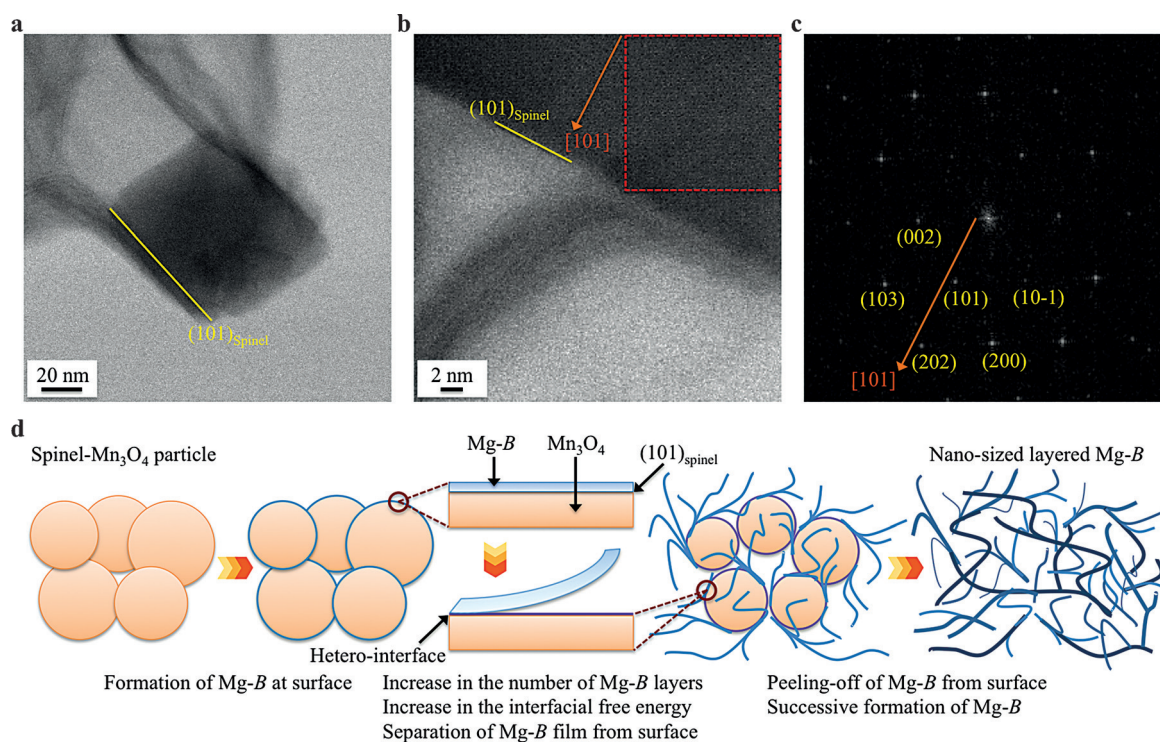 a
b
c
(101)Spinel
20 nm
(101)Spinel
[101]
2 nm
(002)
(103)
(101)
(10-1)
(202)
(200)
[101]
d
Spinel-Mn₃O₄ particle
Mg-B
Mn₃O₄
(101)spinel
Nano-sized layered Mg-B
Hetero-interface
Formation of Mg-B at surface
Increase in the number of Mg-B layers
Increase in the interfacial free energy
Separation of Mg-B film from surface
Peeling-off of Mg-B from surface
Successive formation of Mg-B